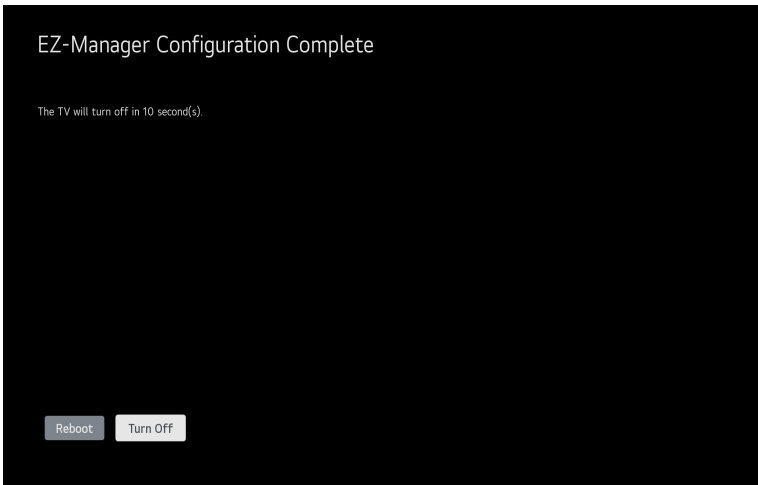 EZ-Manager Configuration Complete
The TV will turn off in 10 second(s).
Reboot
Turn Off